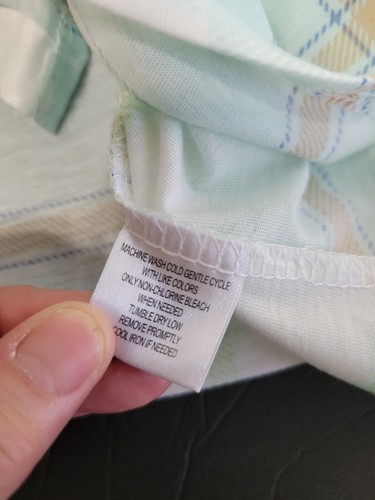 MACHINE WASH COLD GENTLE CYCLE
WITH LIKE COLORS
ONLY NON-CHLORINE BLEACH
WHEN NEEDED
TUMBLE DRY LOW
REMOVE PROMPTLY
COOL IRON IF NEEDED